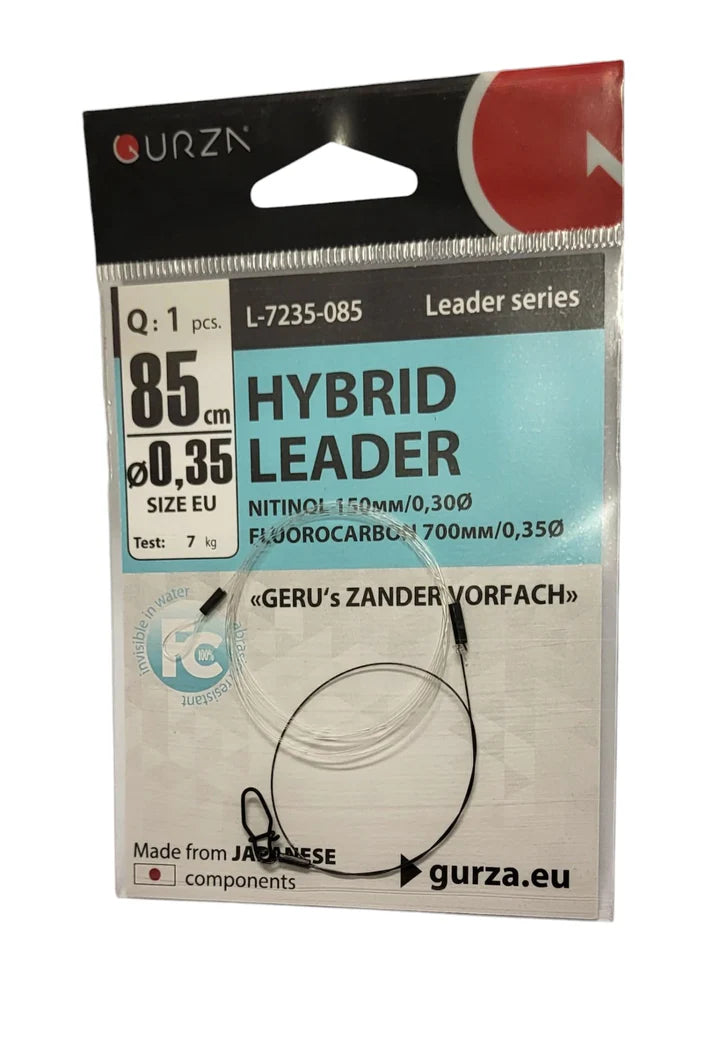 GURZA
Q: 1 pcs.
L-7235-085
Leader series
85 cm
ø0,35
SIZE EU
Test: 7 kg
HYBRID
LEADER
NITINOL 150мм/0,30Ø
FLUOROCARBON 700мм/0,35Ø
«GERU‘s ZANDER VORFACH»
invisible in water
abrasion resistant
FC
100%
Made from JAPANESE
components
gurza.eu